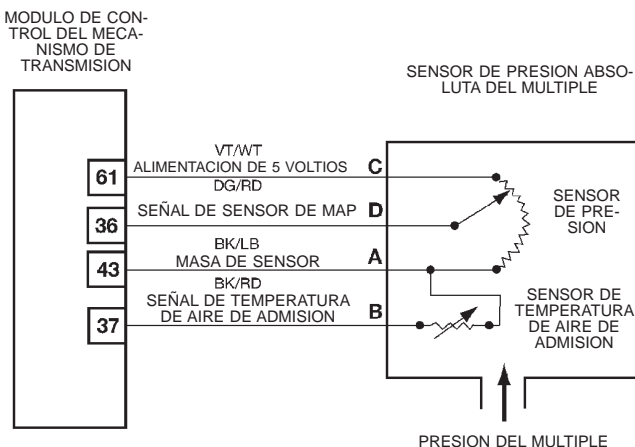 MODULO DE CON-
TROL DEL MECA-
NISMO DE
TRANSMISION
SENSOR DE PRESION ABSO-
LUTA DEL MULTIPLE
VT/WT
61
ALIMENTACION DE 5 VOLTIOS
C
DG/RD
36
SEÑAL DE SENSOR DE MAP
D
SENSOR
DE PRE-
SION
BK/LB
43
MASA DE SENSOR
A
BK/RD
37
SEÑAL DE TEMPERATURA
DE AIRE DE ADMISION
B
SENSOR DE
TEMPERATURA
DE AIRE DE
ADMISION
PRESION DEL MULTIPLE